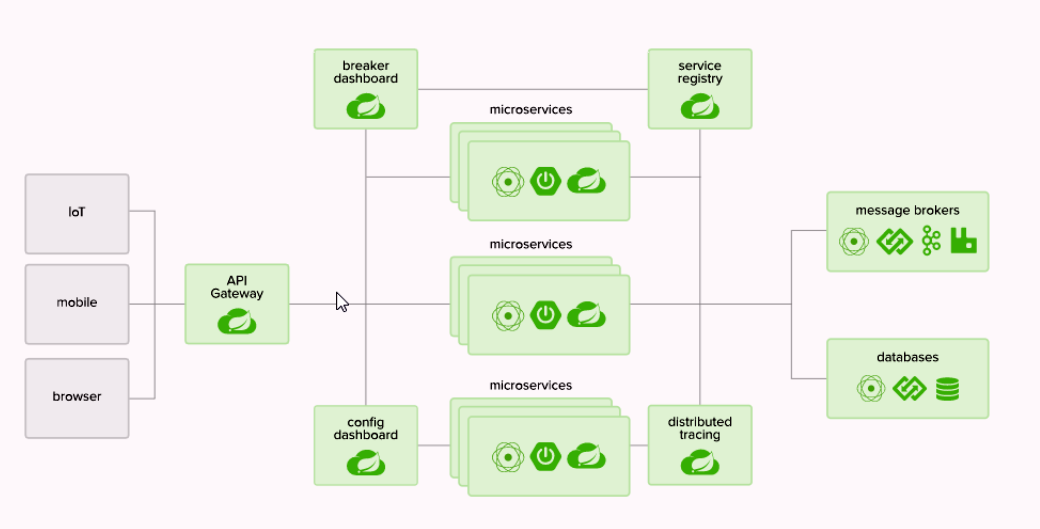 breaker
dashboard
service
registry
microservices
IoT
mobile
browser
API
Gateway
microservices
message brokers
databases
microservices
config
dashboard
distributed
tracing